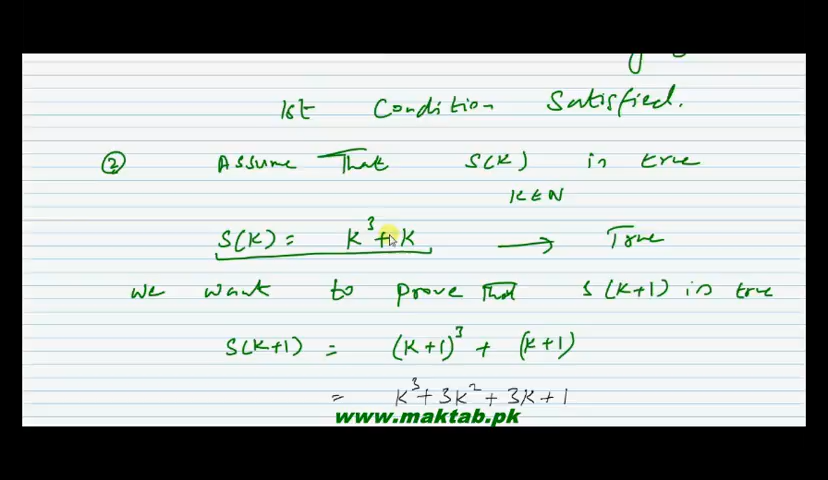 1st Condition Satisfied.
② Assume That S(K) is true
K ∈ N
S(K) = K³ + K → True
We want to prove That S(K+1) is true
S(K+1) = (K+1)³ + (K+1)
= K³ + 3K² + 3K + 1
www.maktab.pk